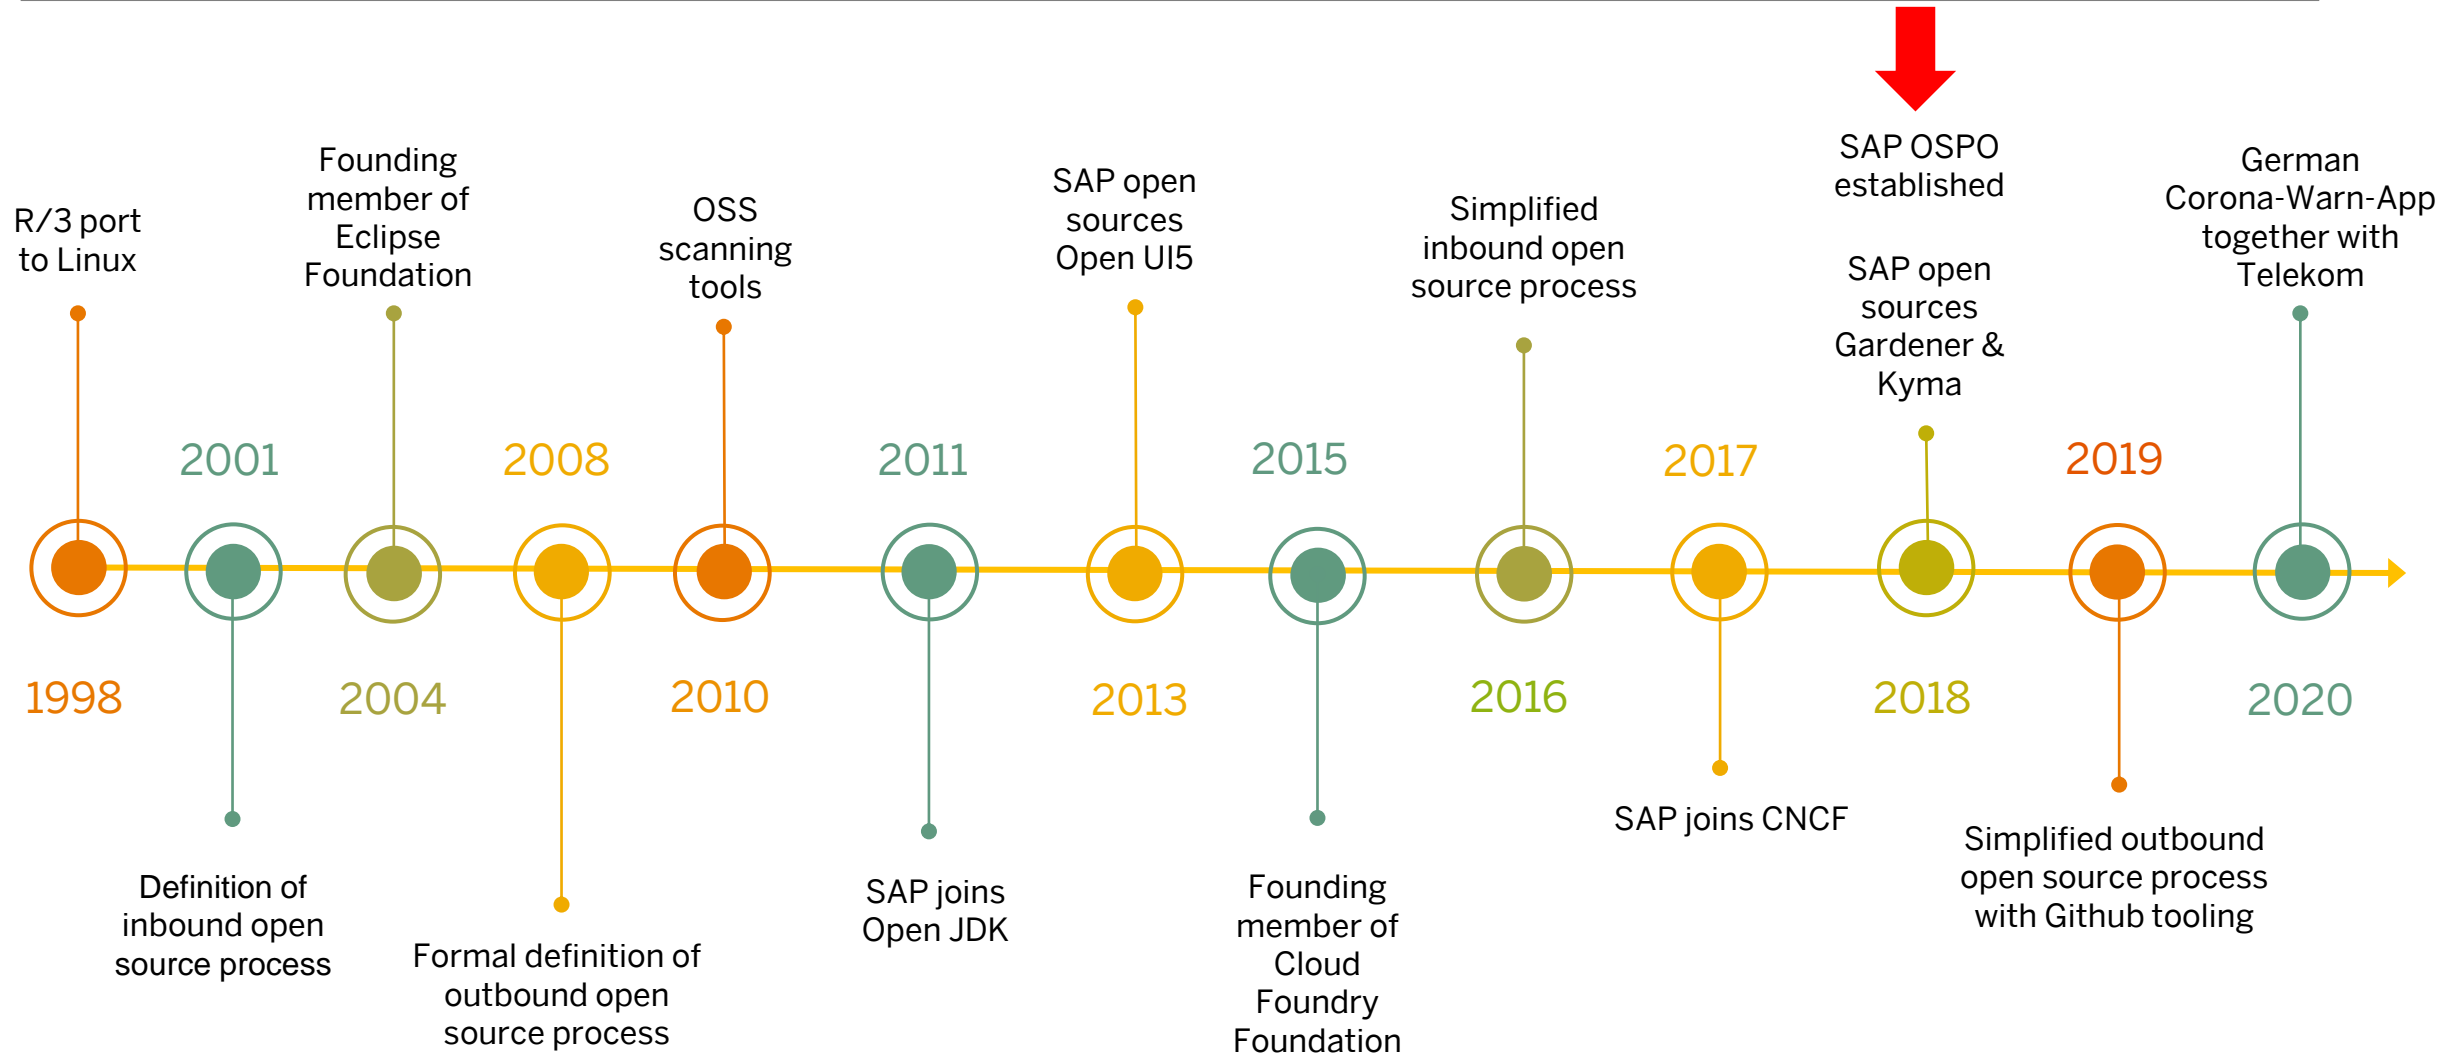 R/3 port
to Linux
1998
2001
Definition of
inbound open
source process
Founding
member of
Eclipse
Foundation
2004
2008
Formal definition of
outbound open
source process
OSS
scanning
tools
2010
2011
SAP joins
Open JDK
SAP open
sources
Open UI5
2013
2015
Founding
member of
Cloud
Foundry
Foundation
Simplified
inbound open
source process
2016
2017
SAP joins CNCF
SAP OSPO
established
SAP open
sources
Gardener &
Kyma
2018
2019
Simplified outbound
open source process
with Github tooling
German
Corona-Warn-App
together with
Telekom
2020